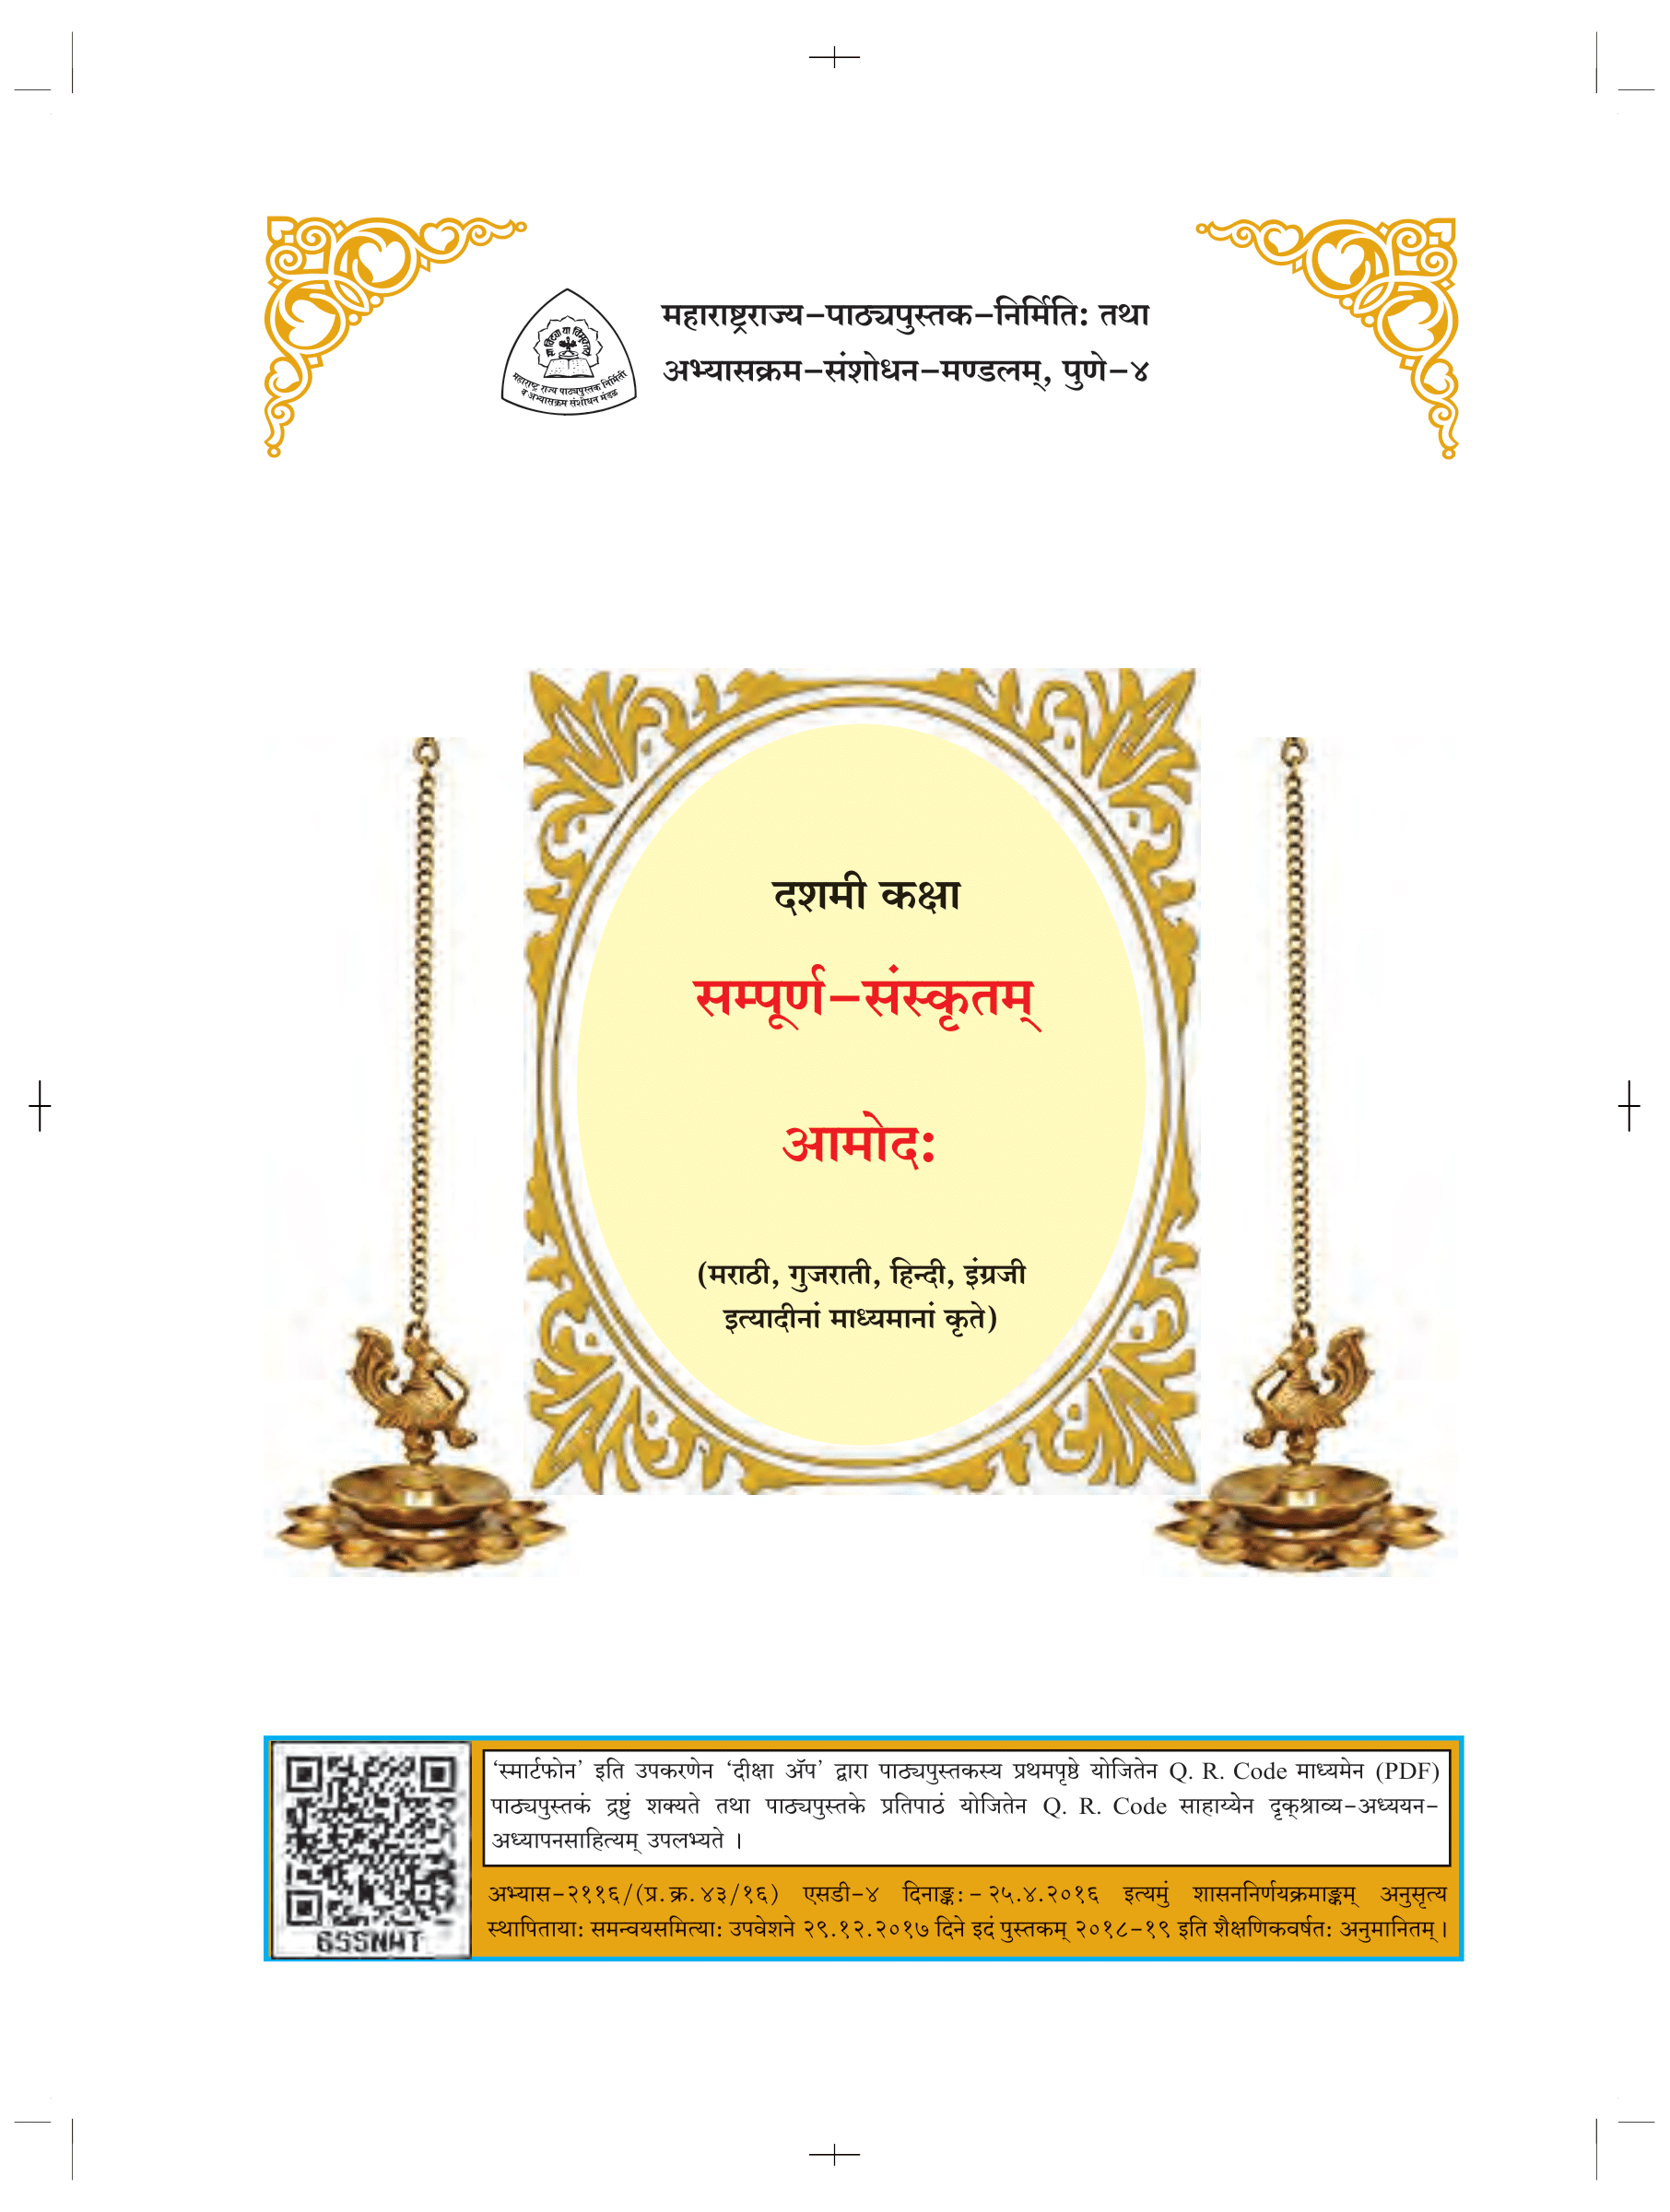 महाराष्ट्रराज्य-पाठ्यपुस्तक-निर्मिति: तथा
अभ्यासक्रम-संशोधन-मण्डलम्, पुणे-४
सा विद्या या विमुक्तये
महाराष्ट्र राज्य पाठ्यपुस्तक निर्मिती
व अभ्यासक्रम संशोधन मंडळ
दशमी कक्षा
सम्पूर्ण-संस्कृतम्
आमोद:
(मराठी, गुजराती, हिन्दी, इंग्रजी
इत्यादीनां माध्यमानां कृते)
‘स्मार्टफोन’ इति उपकरणेन ‘दीक्षा ॲप’ द्वारा पाठ्यपुस्तकस्य प्रथमपृष्ठे योजितेन Q. R. Code माध्यमेन (PDF)
पाठ्यपुस्तकं द्रष्टुं शक्यते तथा पाठ्यपुस्तके प्रतिपाठं योजितेन Q. R. Code साहाय्येन दृक्‌श्राव्य-अध्ययन-
अध्यापनसाहित्यम् उपलभ्यते ।
अभ्यास-२११६/(प्र.क्र.४३/१६) एसडी-४ दिनाङ्क:-२५.४.२०१६ इत्यमुं शासननिर्णयक्रमाङ्कम् अनुसृत्य
स्थापिताया: समन्वयसमित्या: उपवेशने २९.१२.२०१७ दिने इदं पुस्तकम् २०१८-१९ इति शैक्षणिकवर्षत: अनुमानितम्।
6SSNHT